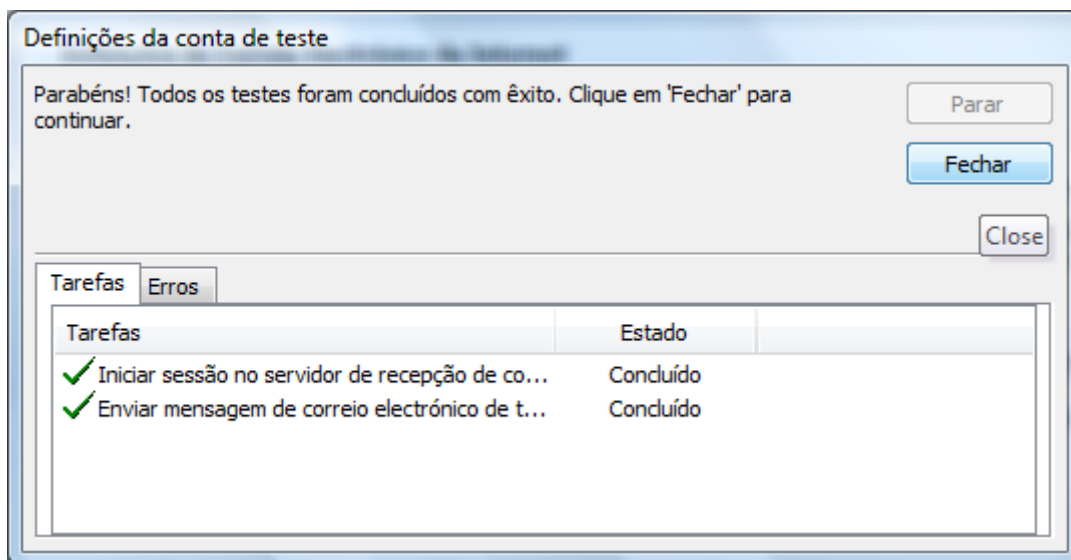 Definições da conta de teste
Parabéns! Todos os testes foram concluídos com êxito. Clique em 'Fechar' para
continuar.
Parar
Fechar
Close
Tarefas
Erros
Tarefas Estado
Iniciar sessão no servidor de recepção de co... Concluído
Enviar mensagem de correio electrónico de t... Concluído